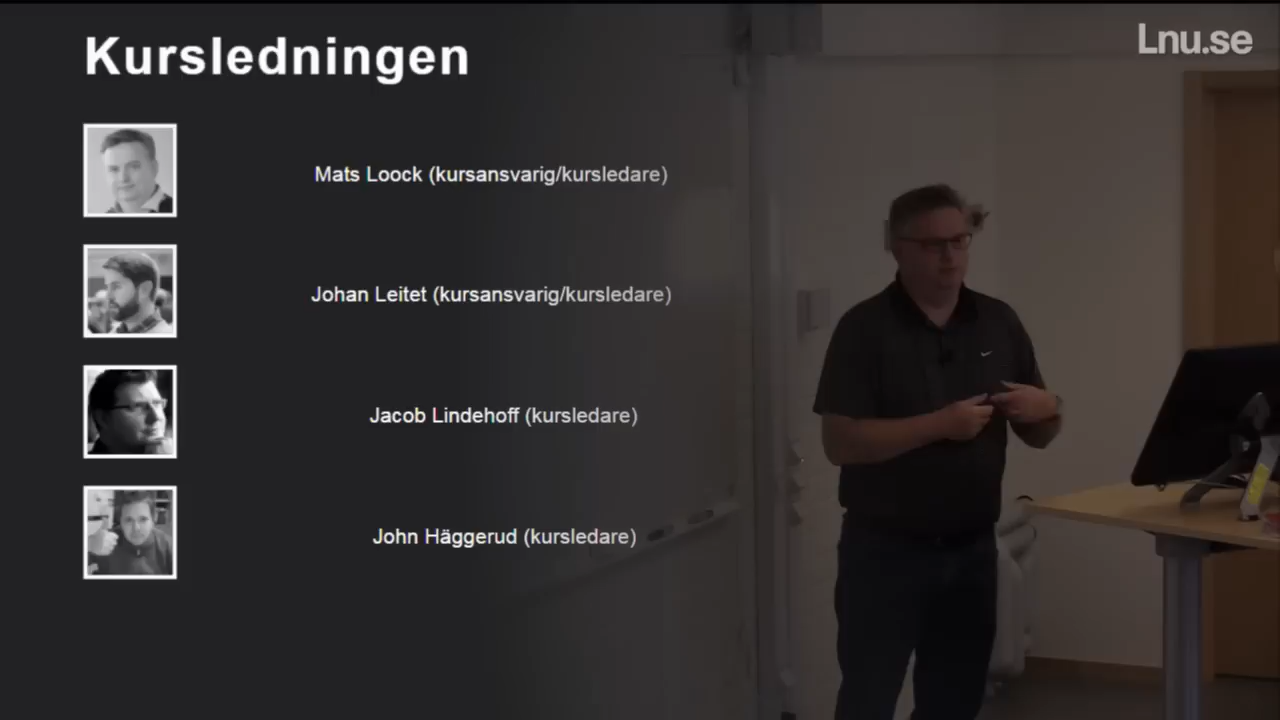 Kursledningen
Lnu.se
Mats Loock (kursansvarig/kursledare)
Johan Leitet (kursansvarig/kursledare)
Jacob Lindehoff (kursledare)
John Häggerud (kursledare)